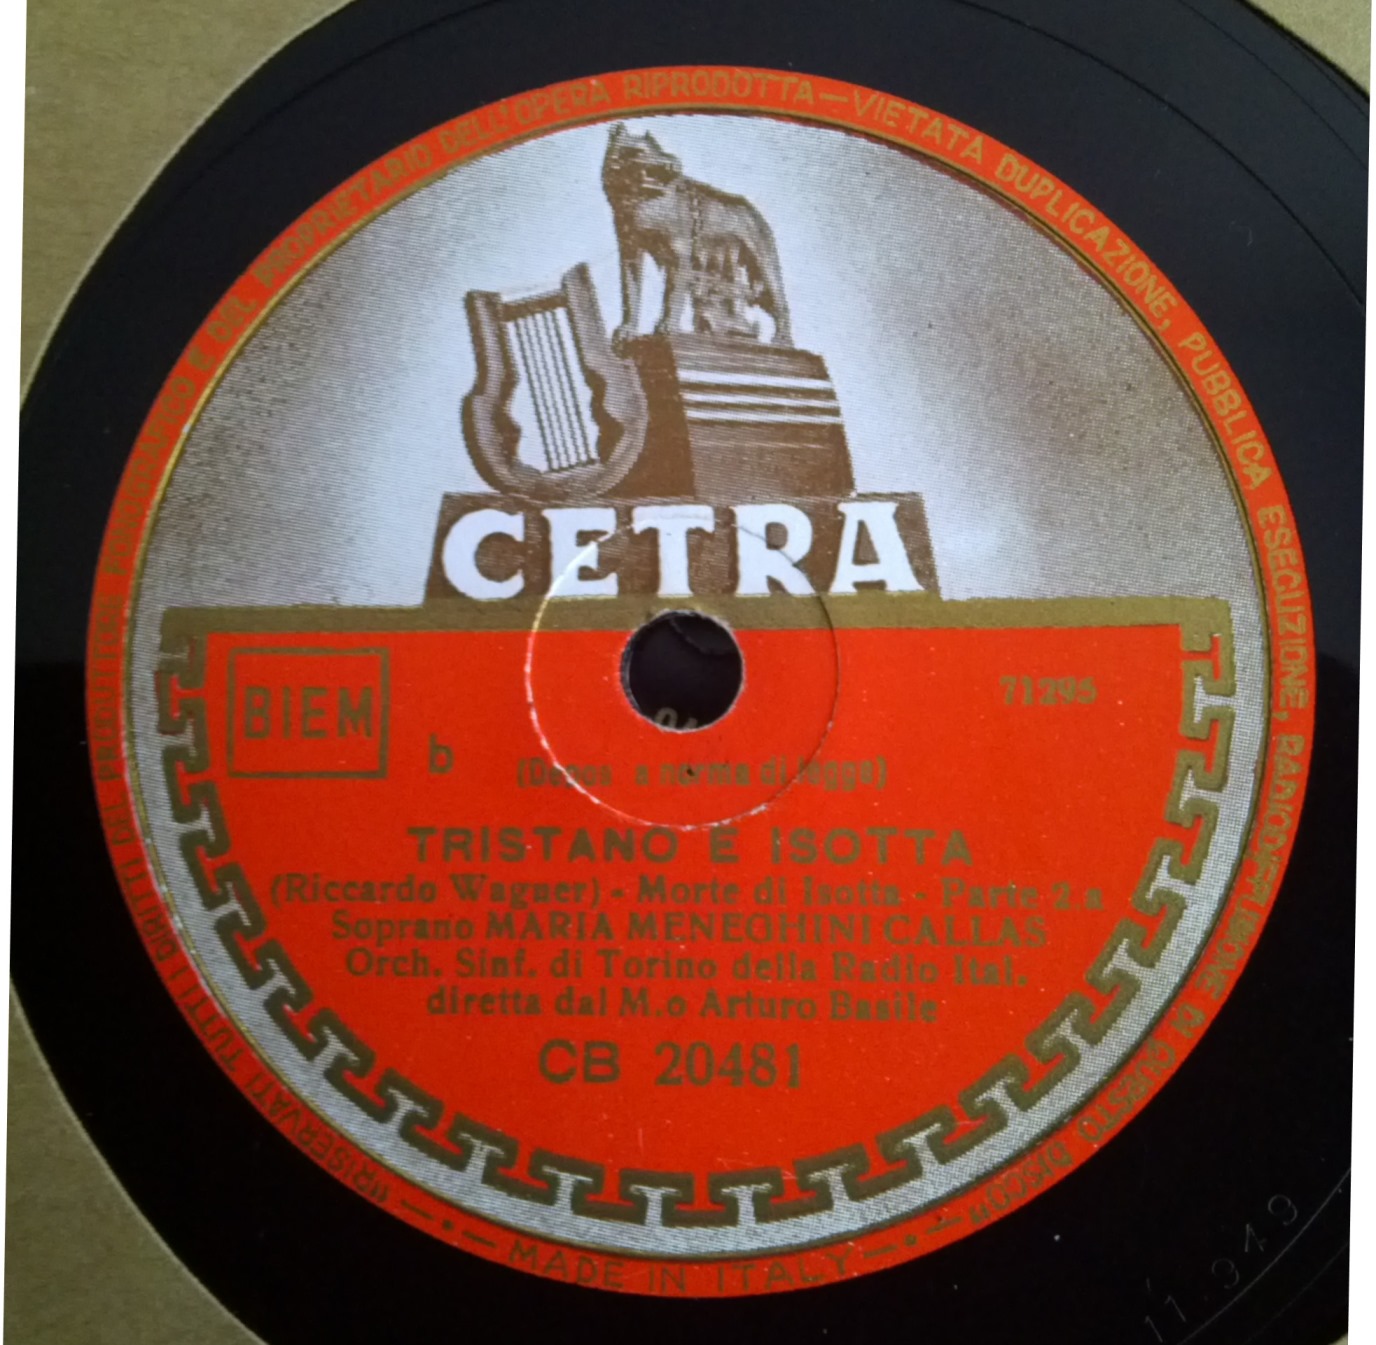 "RISERVATI TUTTI I DIRITTI DEL PRODUTTORE FONOGRAFICO E DEL PROPRIETARIO DELL'OPERA RIPRODOTTA — VIETATA DUPLICAZIONE, PUBBLICA ESECUZIONE, RADIODIFFUSIONE DI QUESTO DISCO"
CETRA
BIEM
71295
b
(Depos a norma di legge)
TRISTANO E ISOTTA
(Riccardo Wagner) - Morte di Isotta - Parte 2.a
Soprano MARIA MENEGHINI CALLAS
Orch. Sinf. di Torino della Radio Ital.
diretta dal M.o Arturo Basile
CB 20481
— • — MADE IN ITALY — • —
11.949